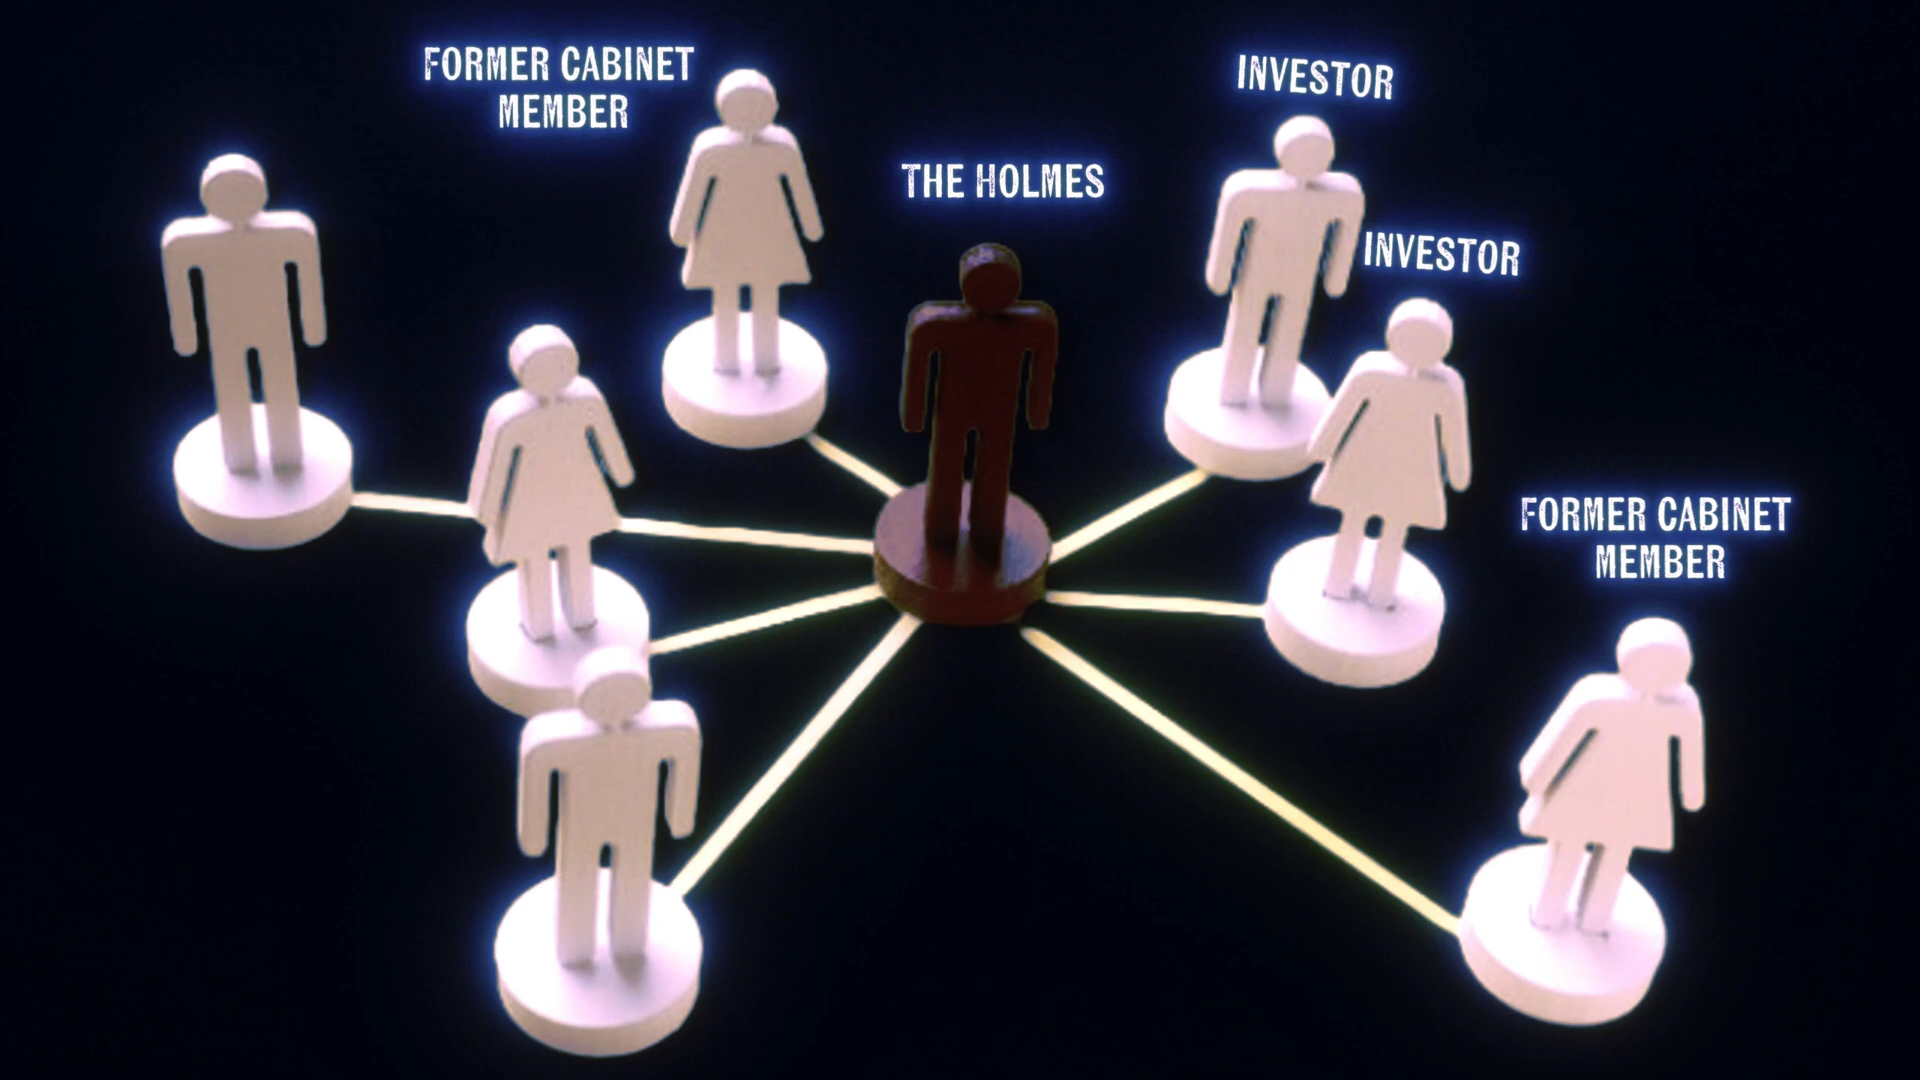 FORMER CABINET
MEMBER
INVESTOR
THE HOLMES
INVESTOR
FORMER CABINET
MEMBER